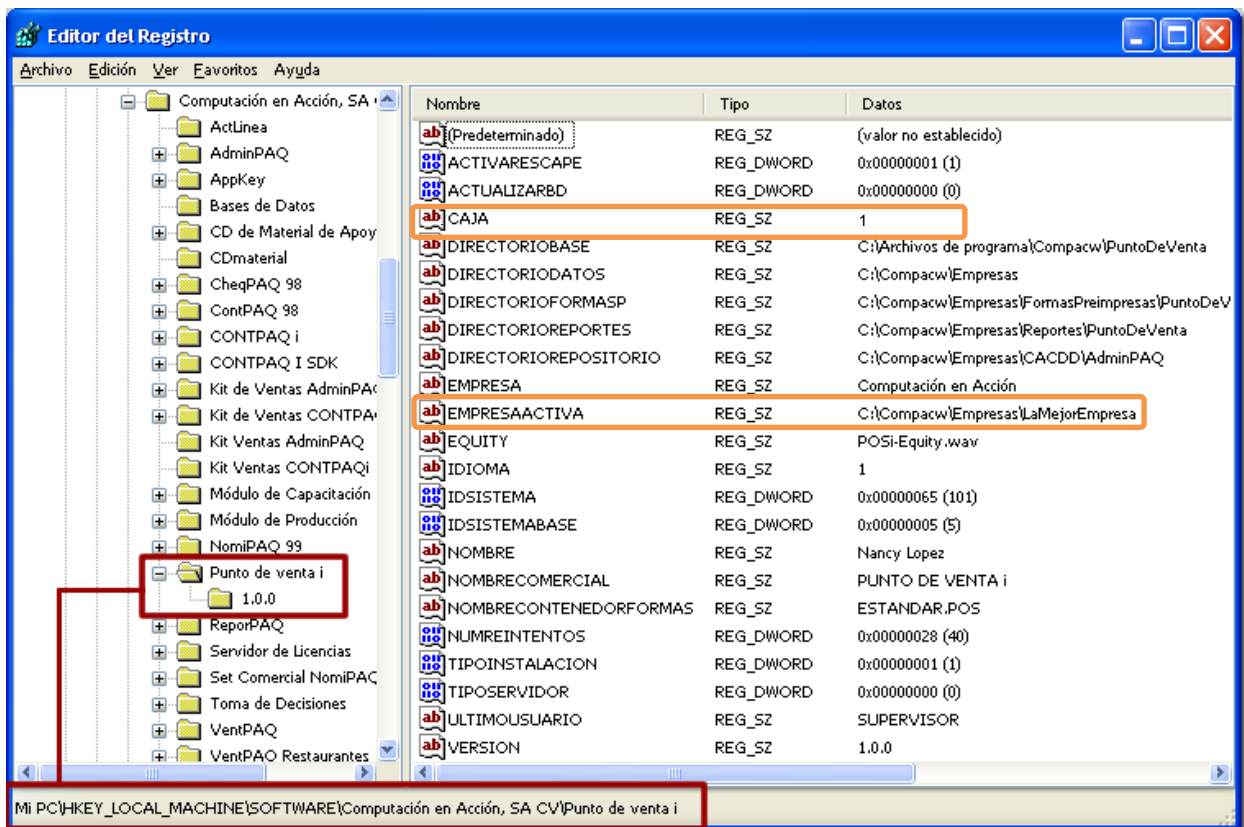 Editor del Registro
Archivo Edición Ver Favoritos Ayuda
Computación en Acción, SA
ActLinea
AdminPAQ
AppKey
Bases de Datos
CD de Material de Apoy
CDmaterial
CheqPAQ 98
ContPAQ 98
CONTPAQ i
CONTPAQ I SDK
Kit de Ventas AdminPAQ
Kit de Ventas CONTPA
Kit Ventas AdminPAQ
Kit Ventas CONTPAQi
Módulo de Capacitación
Módulo de Producción
NomiPAQ 99
Punto de venta i
1.0.0
ReporPAQ
Servidor de Licencias
Set Comercial NomiPAQ
Toma de Decisiones
VentPAQ
VentPAQ Restaurantes
Nombre Tipo Datos
(Predeterminado) REG_SZ (valor no establecido)
ACTIVARESCAPE REG_DWORD 0x00000001 (1)
ACTUALIZARBD REG_DWORD 0x00000000 (0)
CAJA REG_SZ 1
DIRECTORIOBASE REG_SZ C:\Archivos de programa\Compacw\PuntoDeVenta
DIRECTORIODATOS REG_SZ C:\Compacw\Empresas
DIRECTORIOFORMASP REG_SZ C:\Compacw\Empresas\FormasPreimpresas\PuntoDeV
DIRECTORIOREPORTES REG_SZ C:\Compacw\Empresas\Reportes\PuntoDeVenta
DIRECTORIOREPOSITORIO REG_SZ C:\Compacw\Empresas\CACDD\AdminPAQ
EMPRESA REG_SZ Computación en Acción
EMPRESAACTIVA REG_SZ C:\Compacw\Empresas\LaMejorEmpresa
EQUITY REG_SZ POSi-Equity.wav
IDIOMA REG_SZ 1
IDSISTEMA REG_DWORD 0x00000065 (101)
IDSISTEMABASE REG_DWORD 0x00000005 (5)
NOMBRE REG_SZ Nancy Lopez
NOMBRECOMERCIAL REG_SZ PUNTO DE VENTA i
NOMBRECONTENEDORFORMAS REG_SZ ESTANDAR.POS
NUMREINTENTOS REG_DWORD 0x00000028 (40)
TIPOINSTALACION REG_DWORD 0x00000001 (1)
TIPOSERVIDOR REG_DWORD 0x00000000 (0)
ULTIMOUSUARIO REG_SZ SUPERVISOR
VERSION REG_SZ 1.0.0
Mi PC\HKEY_LOCAL_MACHINE\SOFTWARE\Computación en Acción, SA CV\Punto de venta i